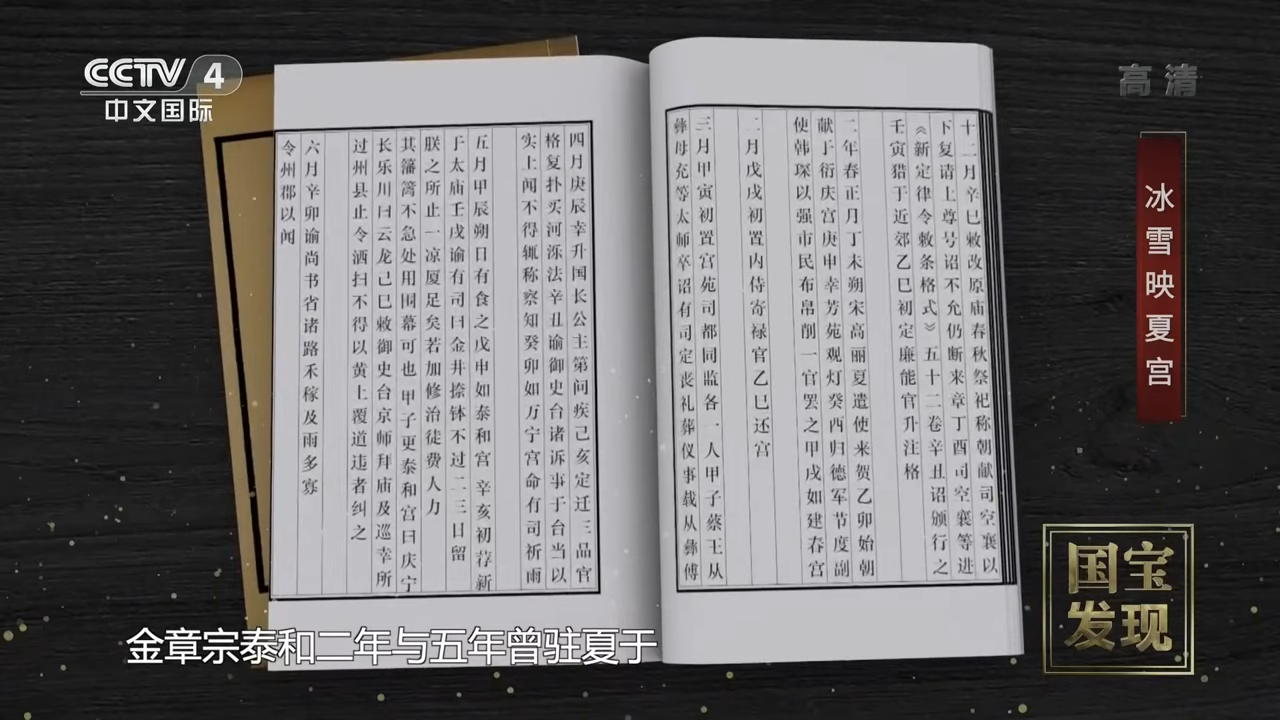 CCTV 4
中文国际
高清
冰雪映夏宫
十二月辛巳敕改原庙春秋祭祀称朝献司空襄以
下复请上尊号诏不允仍断来章丁酉司空襄等进
《新定律令敕条格式》五十二卷辛丑诏颁行之
壬寅猎于近郊乙巳初定廉能官升注格
二年春正月丁未朔宋高丽夏遣使来贺乙卯始朝
献于衍庆宫庚申幸芳苑观灯癸酉归德军节度副
使韩琛以强市民布帛削一官罢之甲戌如建春宫
二月戊戌初置内侍寄禄官乙巳还宫
三月甲寅初置宫苑司都同监各一人甲子蔡王从
彝母充等太师卒诏有司定丧礼葬仪事载从彝傅
四月庚辰幸升国长公主第问疾己亥定迁三品官
格复扑买河泺法辛丑谕御史台诸诉事于台当以
实上闻不得辄称察知癸卯如万宁宫命有司祈雨
五月甲辰朔日有食之戊申如泰和宫 辛亥初荐新
于太庙壬戌谕有司曰金井捺钵不过二三日留
朕之所止一凉厦足矣若加修治徒费人力
其籓篱不急处用围幕可也 甲子更泰和宫曰庆宁
长乐川曰云龙己巳敕御史台京师拜庙及巡幸所
过州县止令洒扫不得以黄上覆道违者纠之
六月辛卯谕尚书省诸路禾稼及雨多寡
令州郡以闻
国宝
发现
金章宗泰和二年与五年曾驻夏于